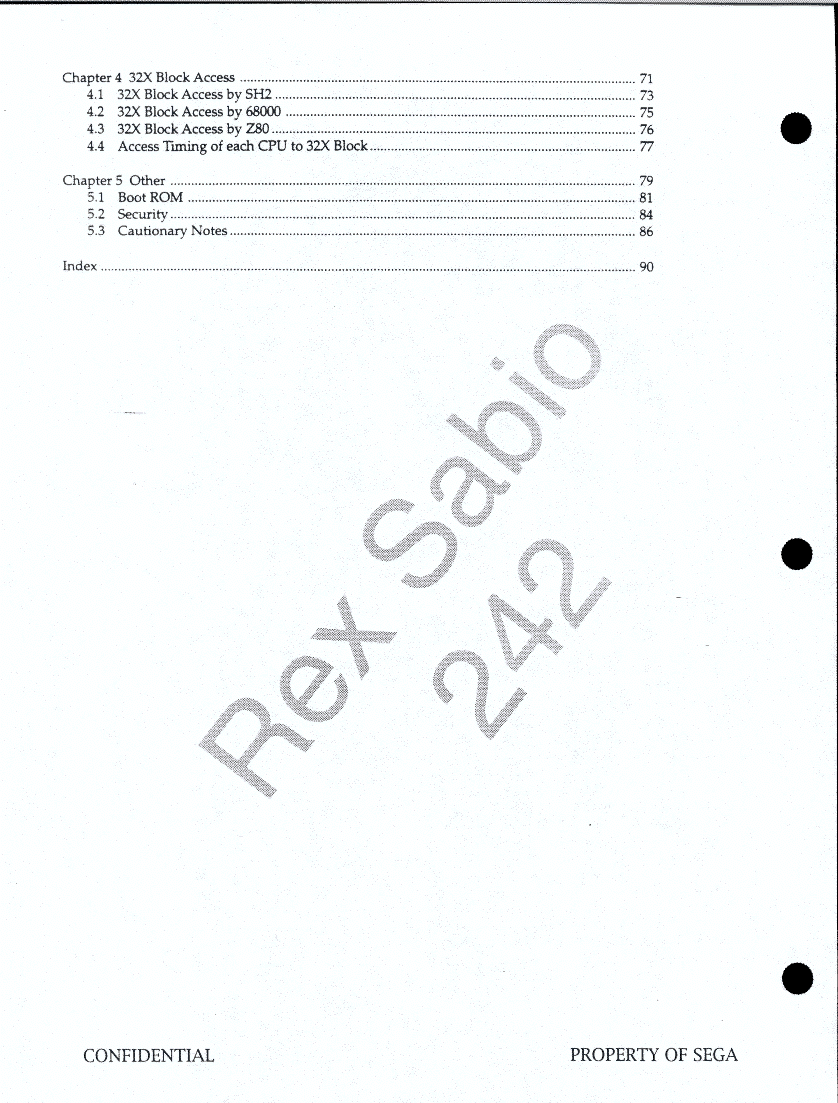 Chapter 4 32X Block Access ........................................ 71
4.1 32X Block Access by SH2 ........................................ 73
4.2 32X Block Access by 68000 ........................................ 75
4.3 32X Block Access by Z80 ........................................ 76
4.4 Access Timing of each CPU to 32X Block ........................................ 77
Chapter 5 Other ........................................ 79
5.1 Boot ROM ........................................ 81
5.2 Security ........................................ 84
5.3 Cautionary Notes ........................................ 86
Index ........................................ 90
Rex Sabio
242
CONFIDENTIAL
PROPERTY OF SEGA